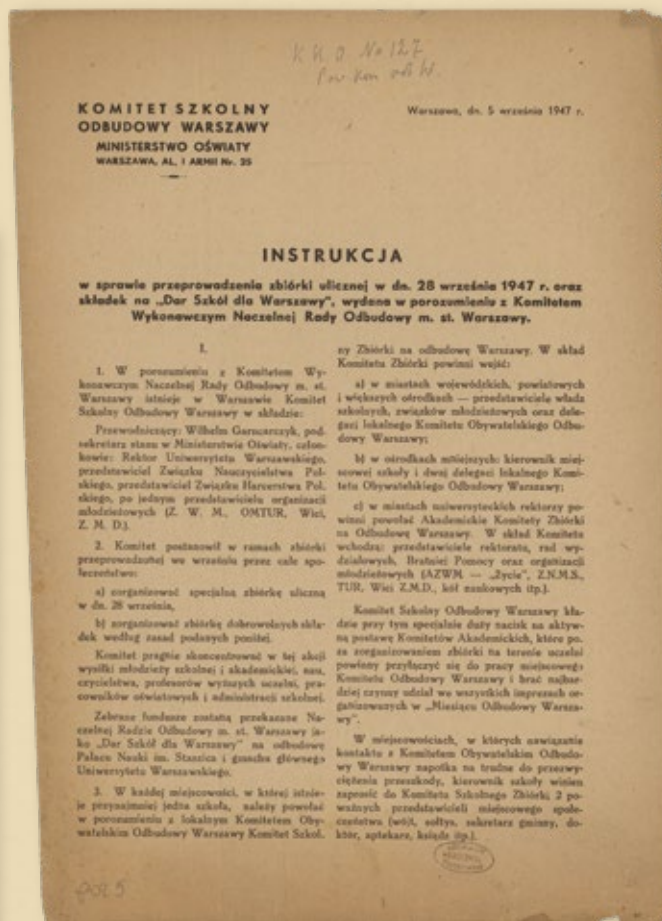 K K O No 127
KOMITET SZKOLNY
ODBUDOWY WARSZAWY
MINISTERSTWO OŚWIATY
WARSZAWA, AL. I ARMII Nr. 25
Warszawa, dn. 5 września 1947 r.
INSTRUKCJA
w sprawie przeprowadzenia zbiórki ulicznej w dn. 28 września 1947 r. oraz
składek na „Dar Szkół dla Warszawy", wydana w porozumieniu z Komitetem
Wykonawczym Naczelnej Rady Odbudowy m. st. Warszawy.
I.
1. W porozumieniu z Komitetem Wy-
konawczym Naczelnej Rady Odbudowy m. st.
Warszawy istnieje w Warszawie Komitet
Szkolny Odbudowy Warszawy w składzie:
Przewodniczący: Wilhelm Garncarczyk, pod-
sekretarz stanu w Ministerstwie Oświaty, człon-
kowie: Rektor Uniwersytetu Warszawskiego,
przedstawiciel Związku Nauczycielstwa Pol-
skiego, przedstawiciel Związku Harcerstwa Pol-
skiego, po jednym przedstawicielu organizacji
młodzieżowych (Z. W. M., OMTUR, Wici,
Z. M. D.).
2. Komitet postanowił w ramach zbiórki
przeprowadzonej we wrześniu przez całe spo-
łeczeństwo:
a) zorganizować specjalną zbiórkę uliczną
w dn. 28 września,
b) zorganizować zbiórkę dobrowolnych skła-
dek według zasad podanych poniżej.
Komitet pragnie skoncentrować w tej akcji
wysiłki młodzieży szkolnej i akademickiej, nau-
czycielstwa, profesorów wyższych uczelni, pra-
cowników oświatowych i administracji szkolnej.
Zebrane fundusze zostaną przekazane Na-
czelnej Radzie Odbudowy m. st. Warszawy ja-
ko „Dar Szkół dla Warszawy" na odbudowę
Pałacu Nauki im. Staszica i gmachu głównego
Uniwersytetu Warszawskiego.
3. W każdej miejscowości, w której istnie-
je przynajmniej jedna szkoła, należy powołać
w porozumieniu z lokalnym Komitetem Oby-
watelskim Odbudowy Warszawy Komitet Szkol-
ny Zbiórki na odbudowę Warszawy. W skład
Komitetu Zbiórki powinni wejść:
a) w miastach wojewódzkich, powiatowych
i większych ośrodkach — przedstawiciele władz
szkolnych, związków młodzieżowych oraz dele-
gaci lokalnego Komitetu Obywatelskiego Odbu-
dowy Warszawy;
b) w ośrodkach mniejszych: kierownik miej-
scowej szkoły i dwaj delegaci lokalnego Komi-
tetu Obywatelskiego Odbudowy Warszawy;
c) w miastach uniwersyteckich rektorzy po-
winni powołać Akademickie Komitety Zbiórki
na Odbudowę Warszawy. W skład Komitetu
wchodzą: przedstawiciele rektoratu, rad wy-
działowych, Bratniej Pomocy oraz organizacji
młodzieżowych (AZWM — „Życie", Z.N.M.S.,
TUR, Wici Z.M.D., kół naukowych itp.).
Komitet Szkolny Odbudowy Warszawy kła-
dzie przy tym specjalnie duży nacisk na aktyw-
ną postawę Komitetów Akademickich, które po-
za zorganizowaniem zbiórki na terenie uczelni
powinny przyłączyć się do pracy miejscowego
Komitetu Odbudowy Warszawy i brać najbar-
dziej czynny udział we wszystkich imprezach or-
ganizowanych w „Miesiącu Odbudowy Warsza-
wy".
W miejscowościach, w których nawiązanie
kontaktu z Komitetem Obywatelskim Odbudo-
wy Warszawy napotka na trudne do przezwy-
ciężenia przeszkody, kierownik szkoły winien
zaprosić do Komitetu Szkolnego Zbiórki 2 po-
ważnych przedstawicieli miejscowego społe-
czeństwa (wójt, sołtys, sekretarz gminy, do-
któr, aptekarz, ksiądz itp.).